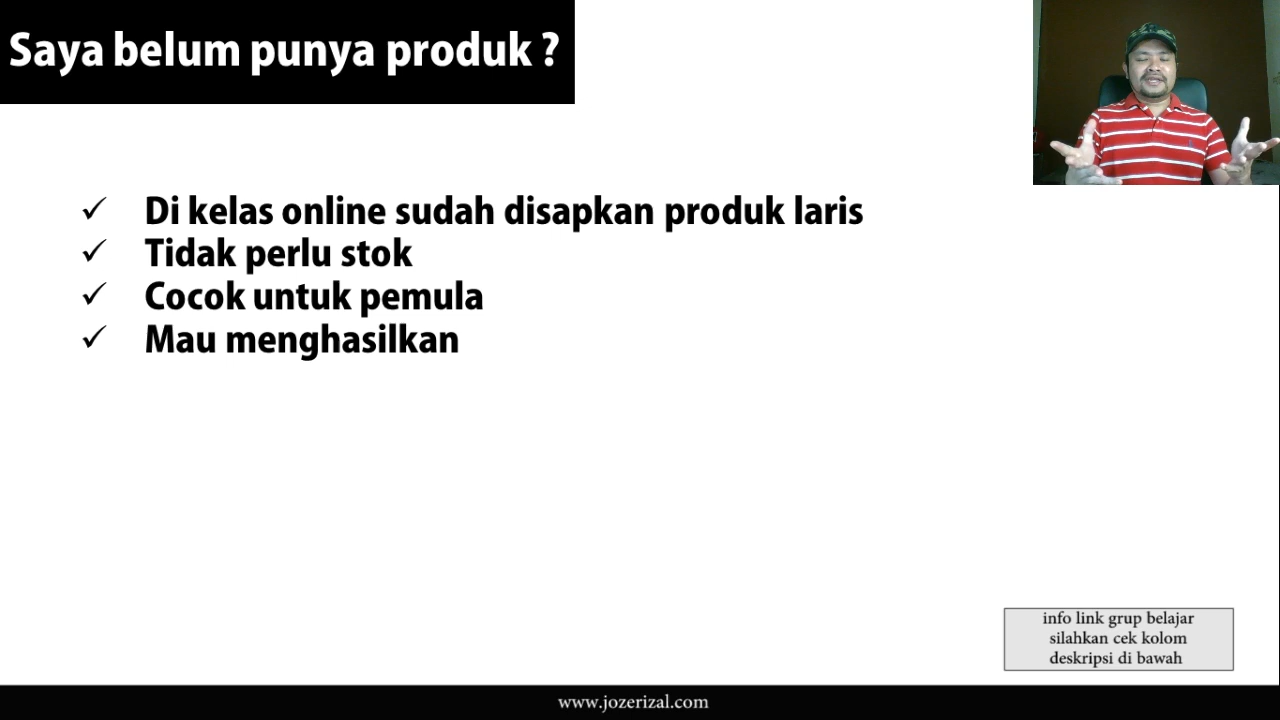 Saya belum punya produk ?
Di kelas online sudah disapkan produk laris
Tidak perlu stok
Cocok untuk pemula
Mau menghasilkan
info link grup belajar
silahkan cek kolom
deskripsi di bawah
www.jozerizal.com